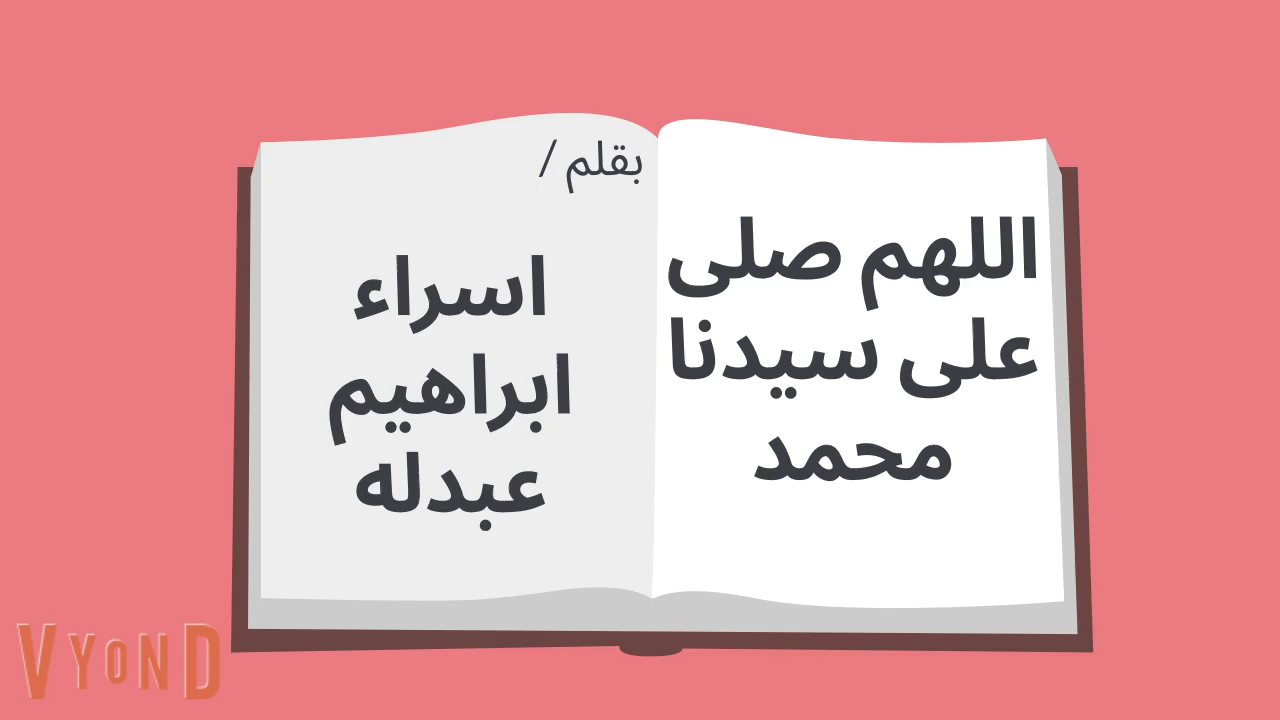 اللهم صلى
على سيدنا
محمد
بقلم /
اسراء
ابراهيم
عبدله
VYOND